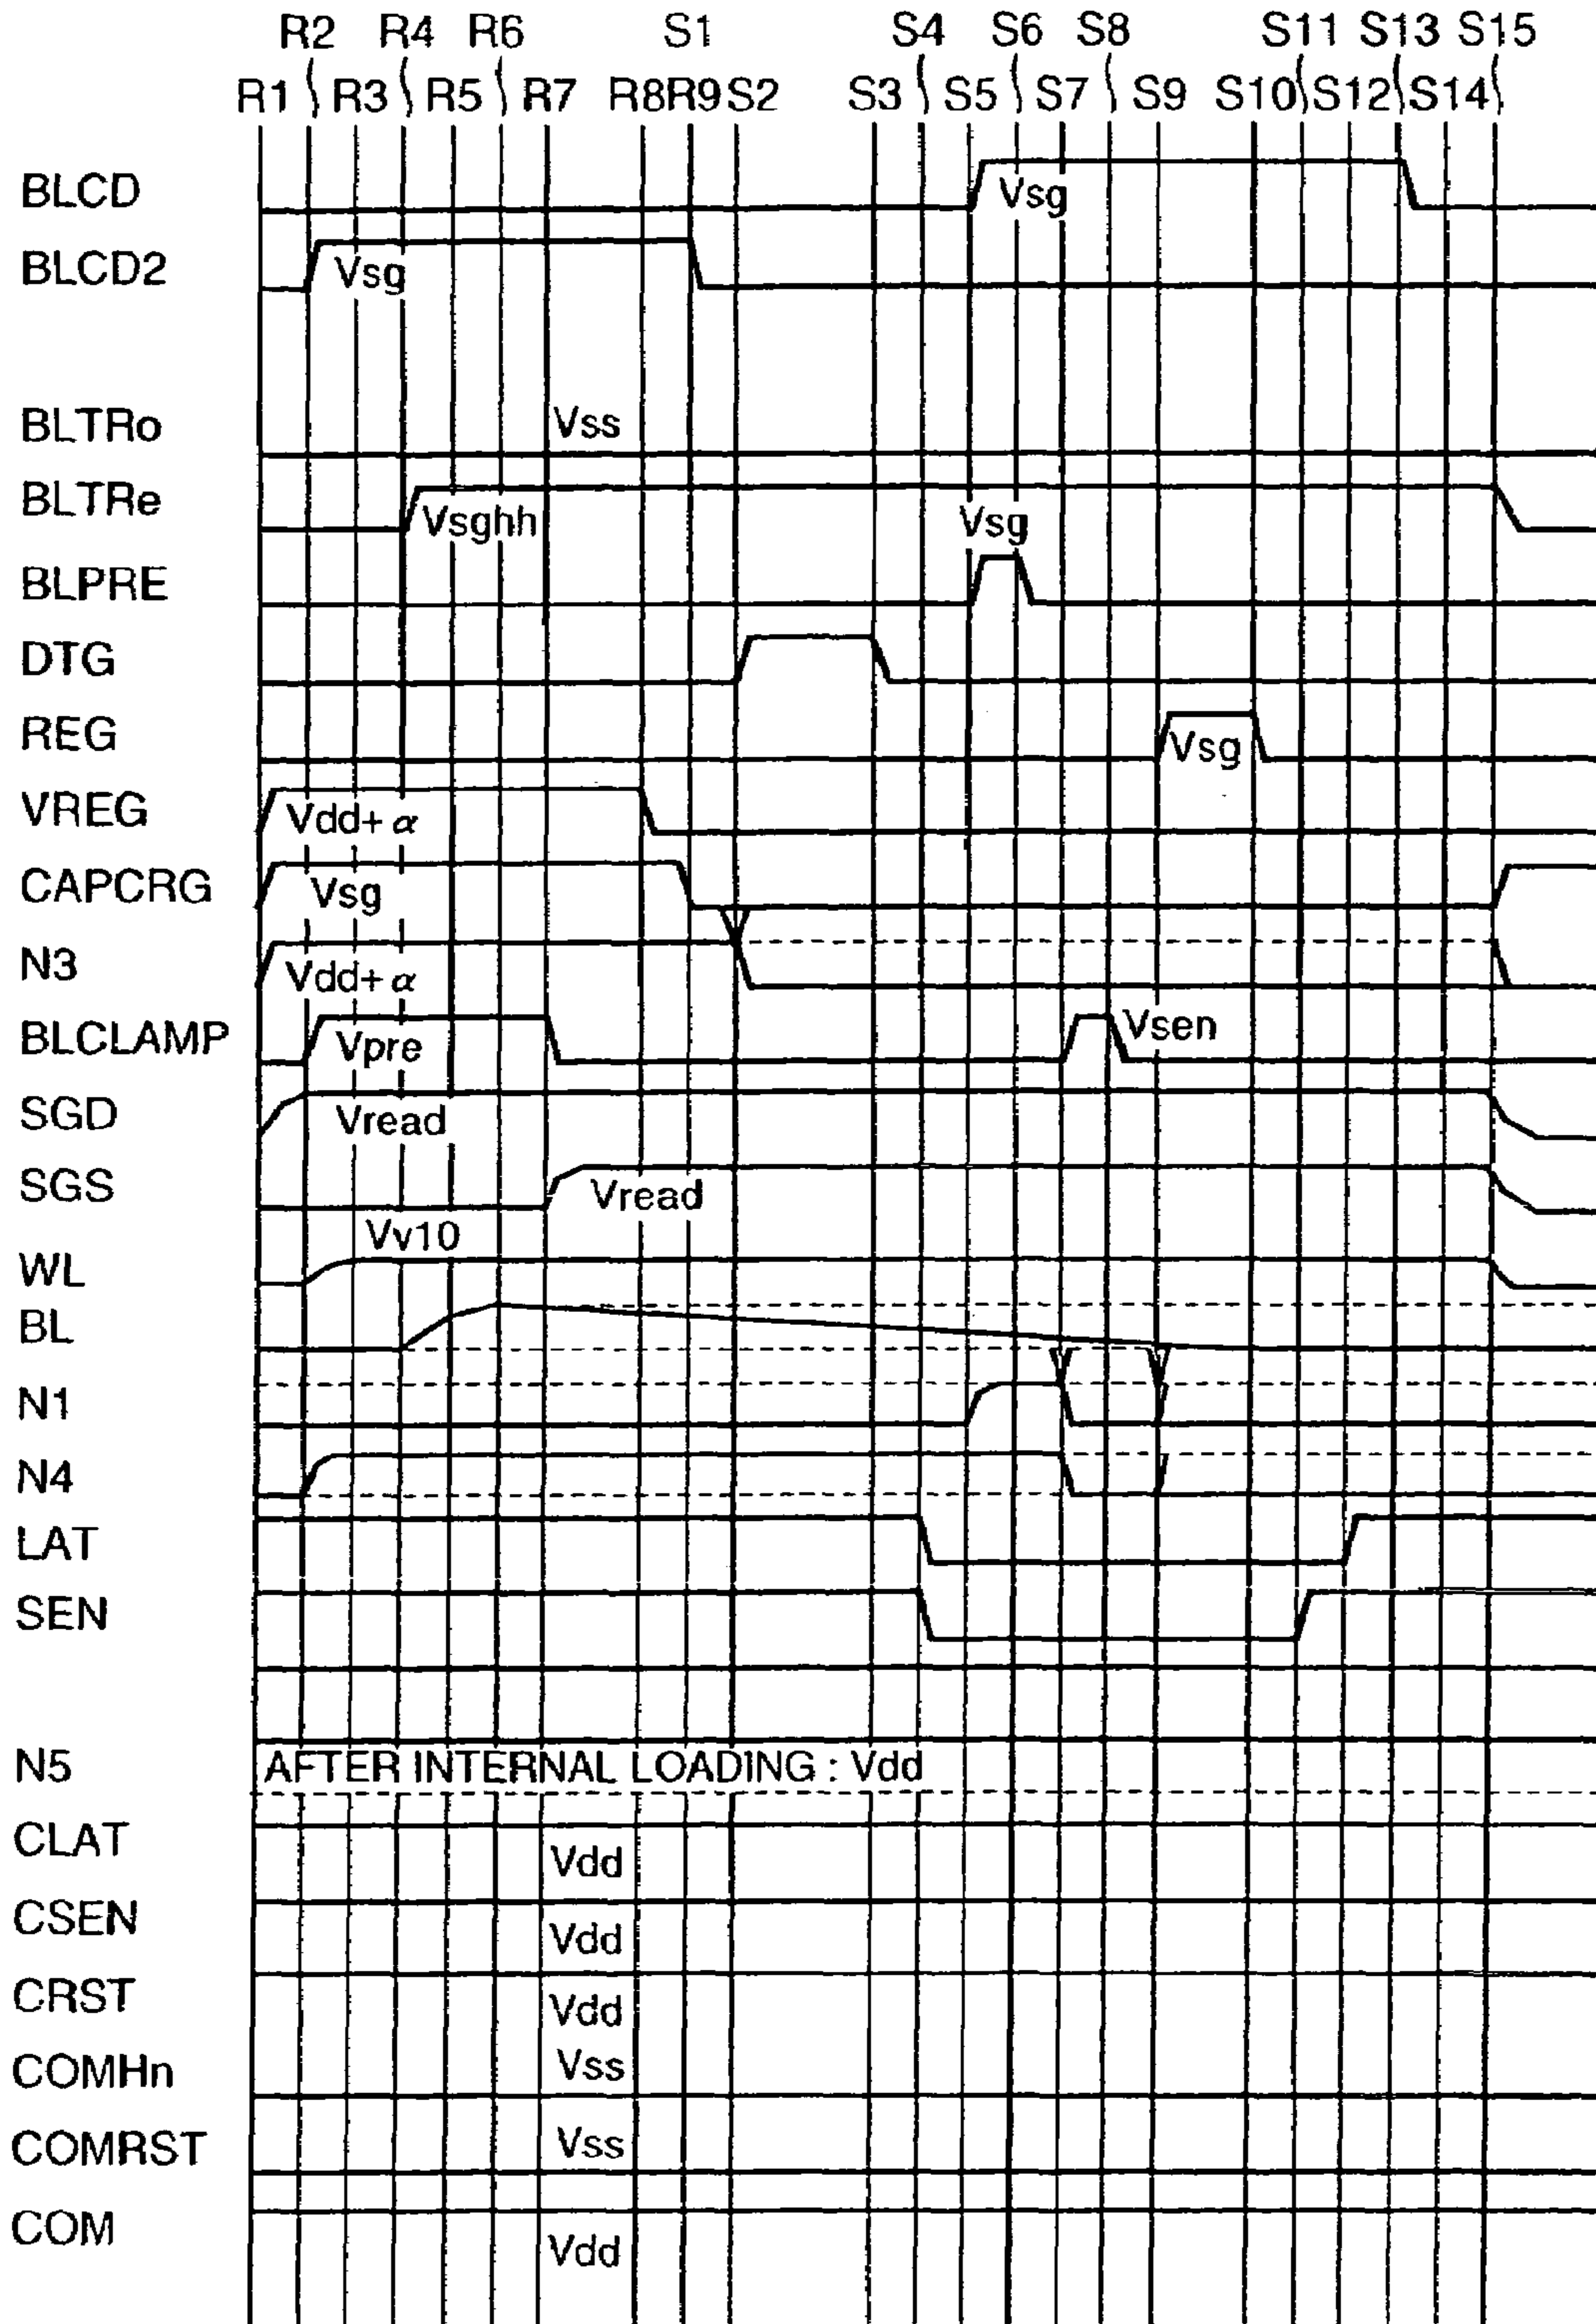 R2 R4 R6 S1 S4 S6 S8 S11 S13 S15
R1 R3 R5 R7 R8 R9 S2 S3 S5 S7 S9 S10 S12 S14
BLCD Vsg
BLCD2 Vsg
BLTRo Vss
BLTRe Vsghh
BLPRE Vsg
DTG
REG Vsg
VREG Vdd+α
CAPCRG Vsg
N3 Vdd+α
BLCLAMP Vpre Vsen
SGD Vread
SGS Vread
WL Vv10
BL
N1
N4
LAT
SEN
N5 AFTER INTERNAL LOADING : Vdd
CLAT Vdd
CSEN Vdd
CRST Vdd
COMHn Vss
COMRST Vss
COM Vdd